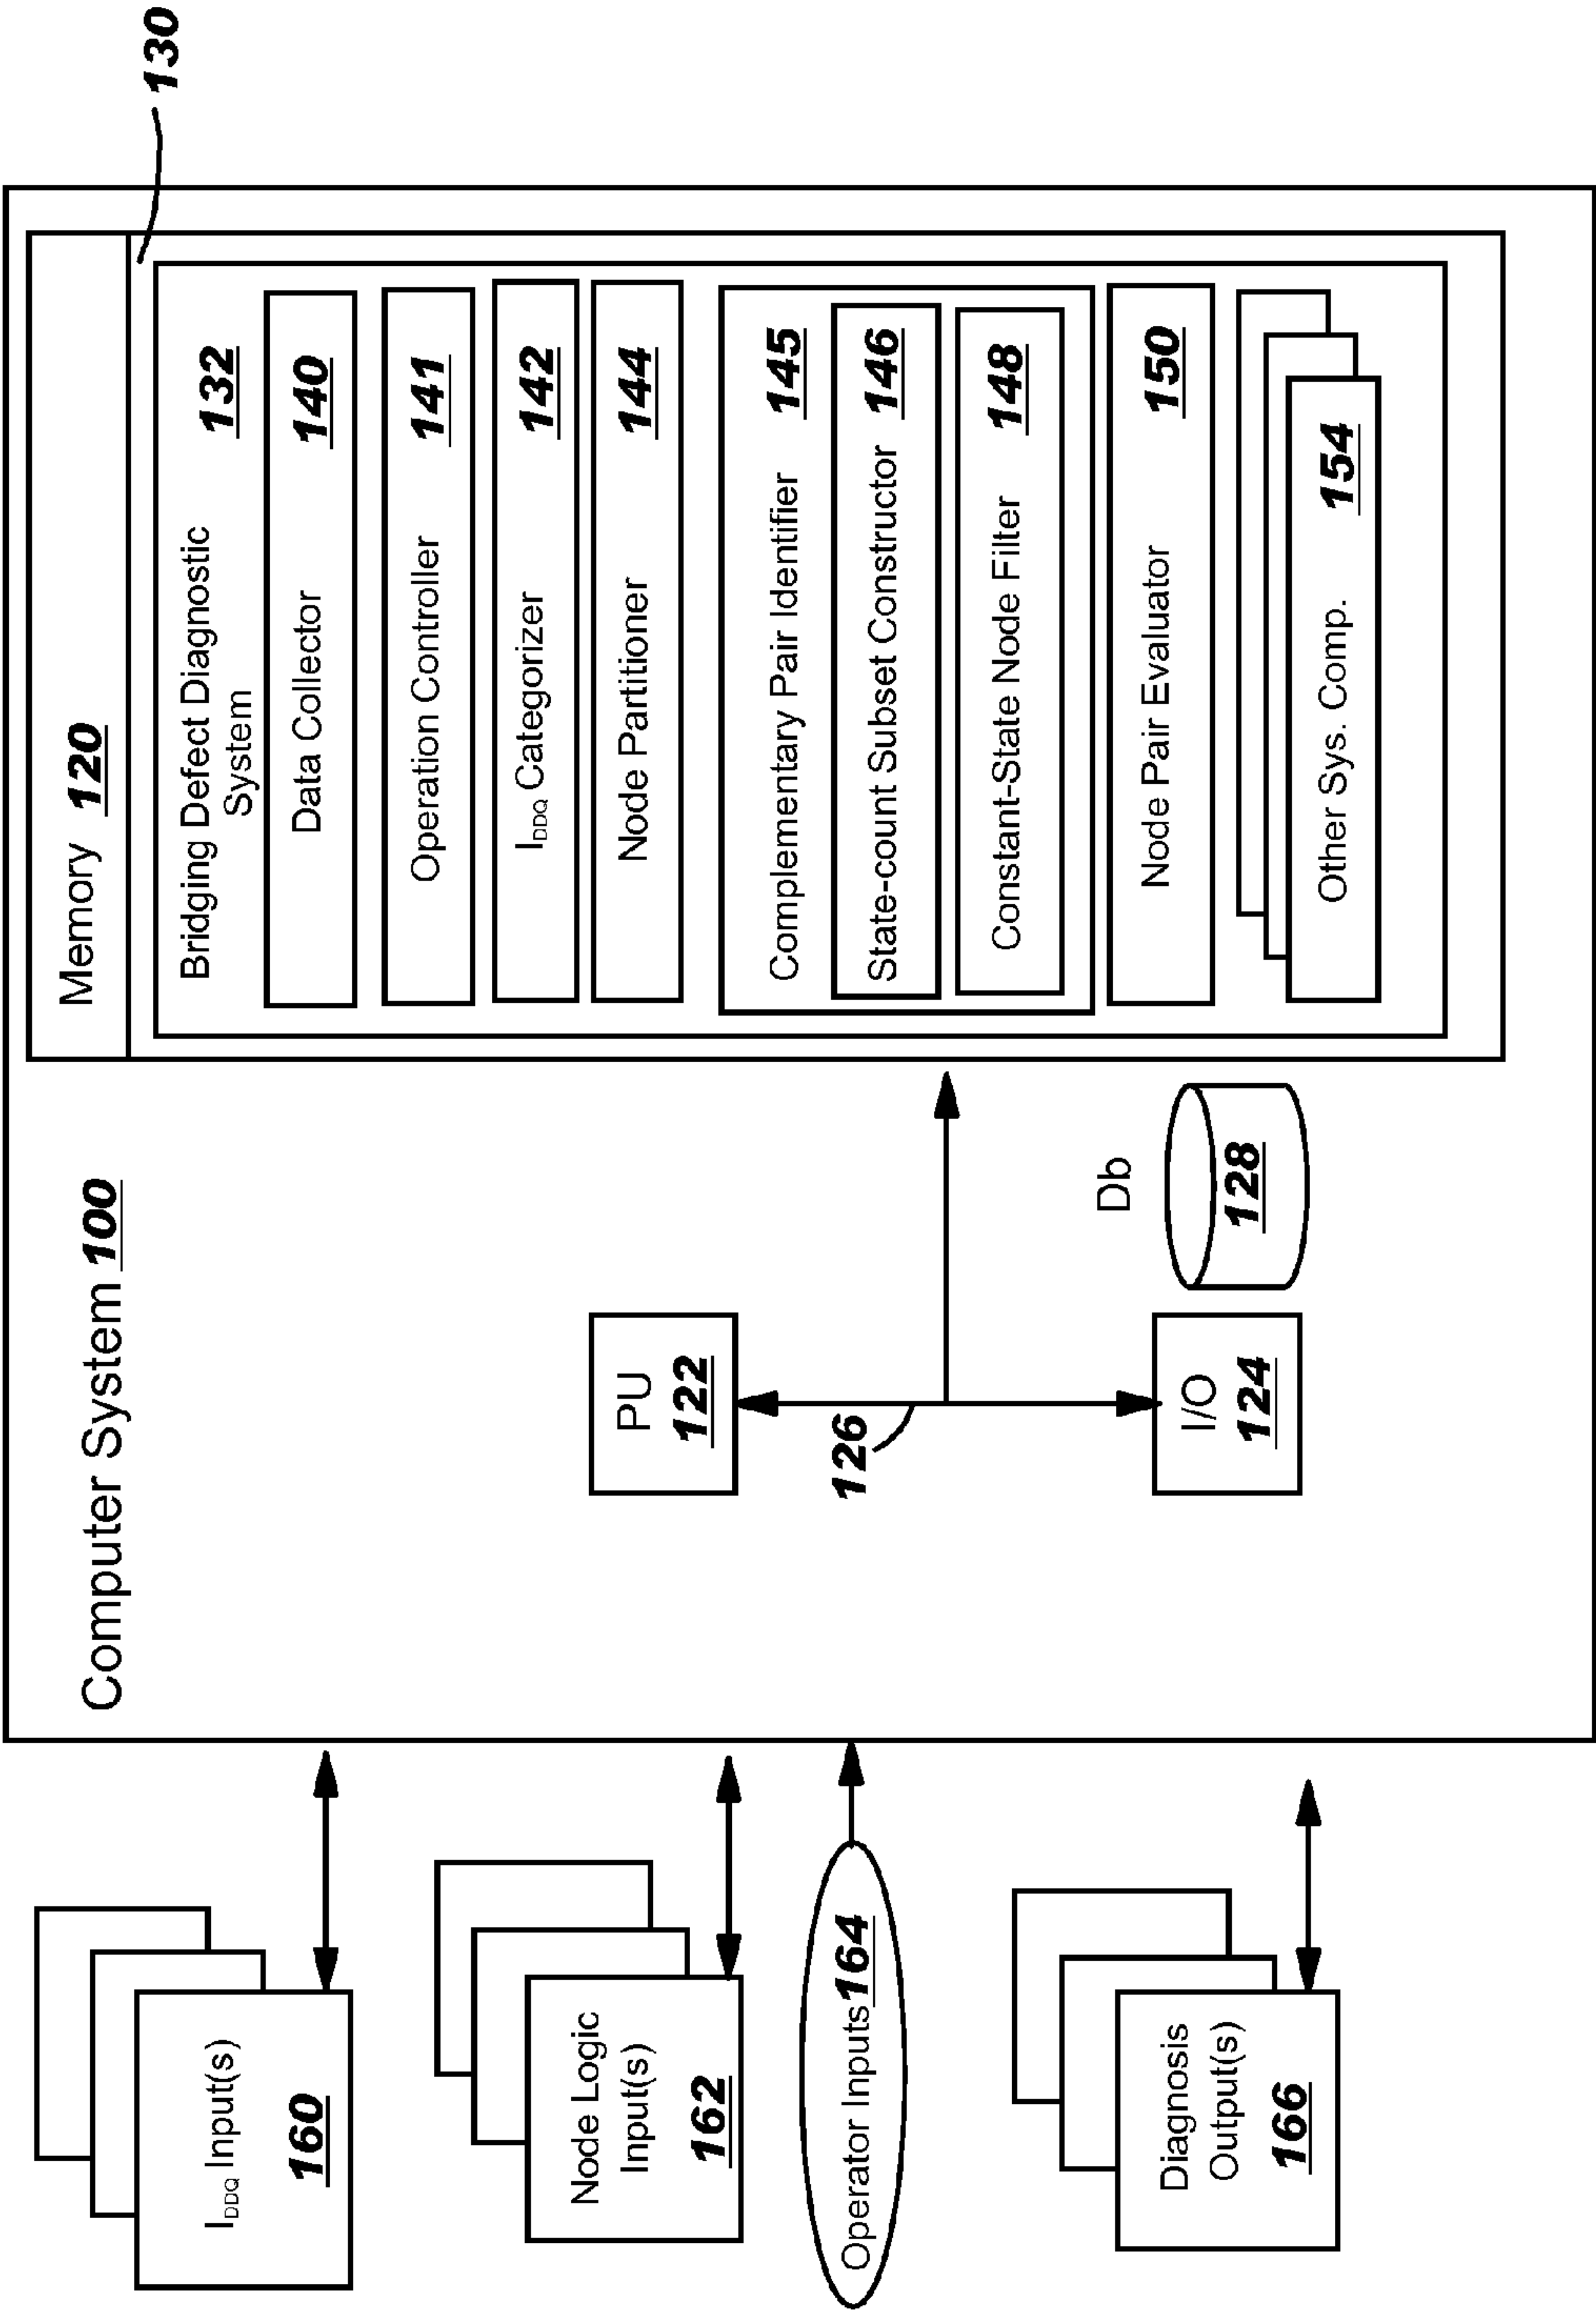 I_DDQ Input(s)
160
Node Logic
Input(s)
162
Operator Inputs 164
Diagnosis
Output(s)
166
Computer System 100
PU
122
126
I/O
124
Db
128
Memory 120
130
Bridging Defect Diagnostic
System
132
Data Collector 140
Operation Controller 141
I_DDQ Categorizer 142
Node Partitioner 144
Complementary Pair Identifier 145
State-count Subset Constructor 146
Constant-State Node Filter 148
Node Pair Evaluator 150
Other Sys. Comp. 154